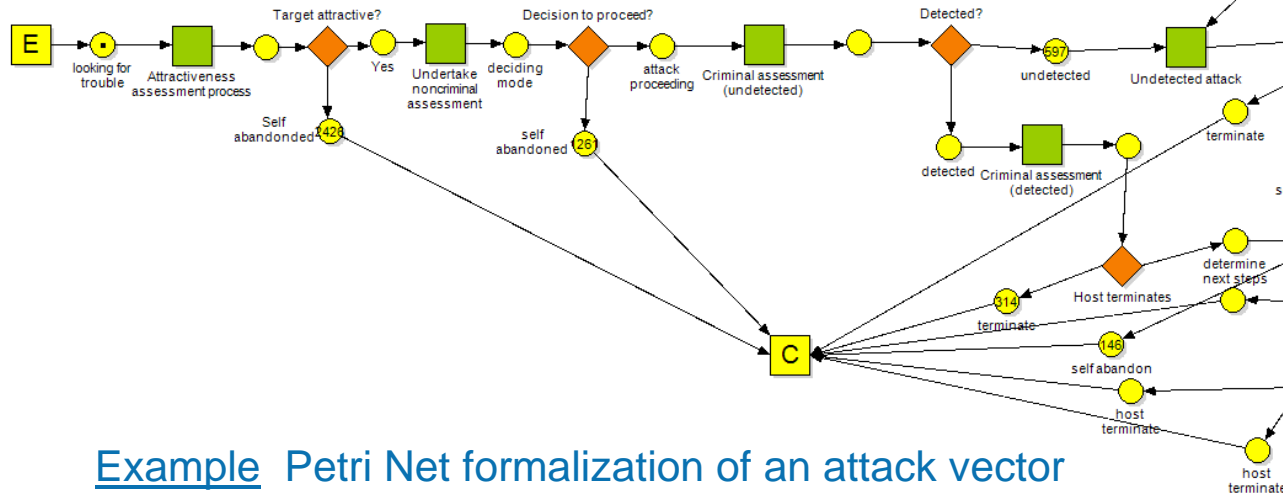 Target attractive?
Decision to proceed?
Detected?
E
looking for
trouble
Attractiveness
assessment process
Yes
Undertake
noncriminal
assessment
deciding
mode
attack
proceeding
Criminal assessment
(undetected)
597
undetected
Undetected attack
Self
abandonded
2426
self
abandoned
261
terminate
detected
Criminal assessment
(detected)
s
determine
next steps
Host terminates
314
terminate
C
146
self abandon
host
terminate
host
terminate
Example Petri Net formalization of an attack vector